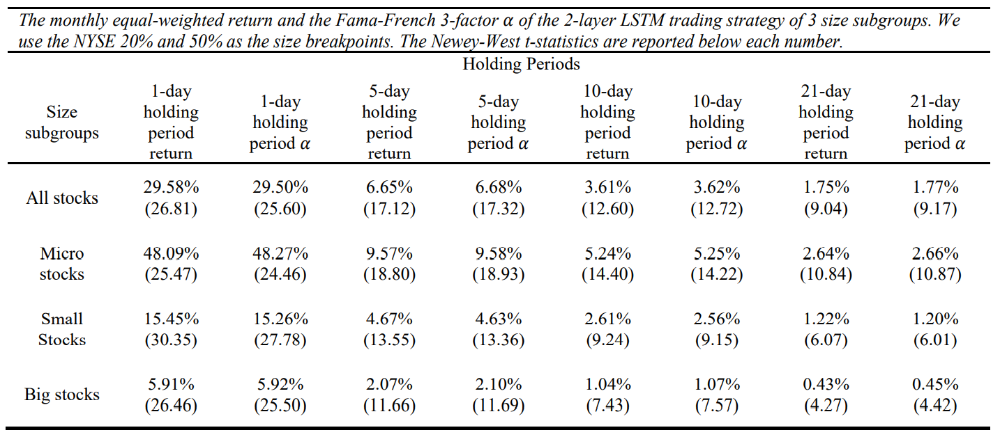 The monthly equal-weighted return and the Fama-French 3-factor α of the 2-layer LSTM trading strategy of 3 size subgroups. We
use the NYSE 20% and 50% as the size breakpoints. The Newey-West t-statistics are reported below each number.
Holding Periods
Size
subgroups
1-day
holding
period
return
1-day
holding
period α
5-day
holding
period
return
5-day
holding
period α
10-day
holding
period
return
10-day
holding
period α
21-day
holding
period
return
21-day
holding
period α
All stocks
29.58% 29.50% 6.65% 6.68% 3.61% 3.62% 1.75% 1.77%
(26.81) (25.60) (17.12) (17.32) (12.60) (12.72) (9.04) (9.17)
Micro
stocks
48.09% 48.27% 9.57% 9.58% 5.24% 5.25% 2.64% 2.66%
(25.47) (24.46) (18.80) (18.93) (14.40) (14.22) (10.84) (10.87)
Small
Stocks
15.45% 15.26% 4.67% 4.63% 2.61% 2.56% 1.22% 1.20%
(30.35) (27.78) (13.55) (13.36) (9.24) (9.15) (6.07) (6.01)
Big stocks
5.91% 5.92% 2.07% 2.10% 1.04% 1.07% 0.43% 0.45%
(26.46) (25.50) (11.66) (11.69) (7.43) (7.57) (4.27) (4.42)